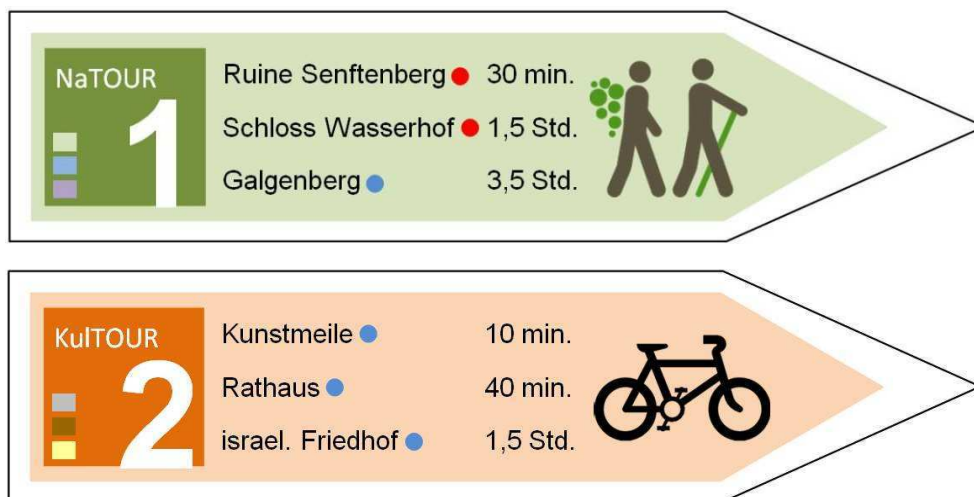 NaTOUR
1
Ruine Senftenberg 30 min.
Schloss Wasserhof 1,5 Std.
Galgenberg 3,5 Std.
KulTOUR
2
Kunstmeile 10 min.
Rathaus 40 min.
israel. Friedhof 1,5 Std.